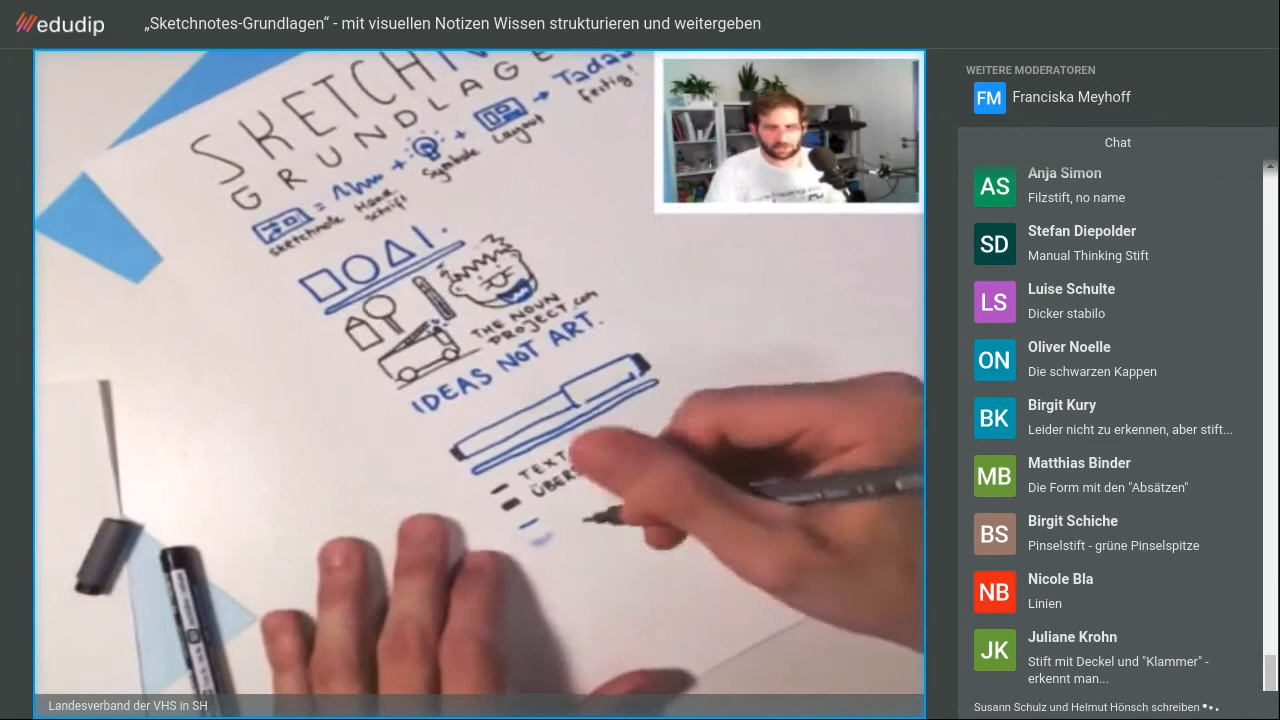 edudip
„Sketchnotes-Grundlagen“ - mit visuellen Notizen Wissen strukturieren und weitergeben
SKETCHN
GRUNDLAGE
Tadaa
fertig!
= + +
sketchnote Hand schrift Symbole Layout
THE NOUN
PROJECT.com
IDEAS NOT ART.
TEXT
ÜBERS
Landesverband der VHS in SH
WEITERE MODERATOREN
FM
Franciska Meyhoff
Chat
AS
Anja Simon
Filzstift, no name
SD
Stefan Diepolder
Manual Thinking Stift
LS
Luise Schulte
Dicker stabilo
ON
Oliver Noelle
Die schwarzen Kappen
BK
Birgit Kury
Leider nicht zu erkennen, aber stift...
MB
Matthias Binder
Die Form mit den "Absätzen"
BS
Birgit Schiche
Pinselstift - grüne Pinselspitze
NB
Nicole Bla
Linien
JK
Juliane Krohn
Stift mit Deckel und "Klammer" -
erkennt man...
Susann Schulz und Helmut Hönsch schreiben